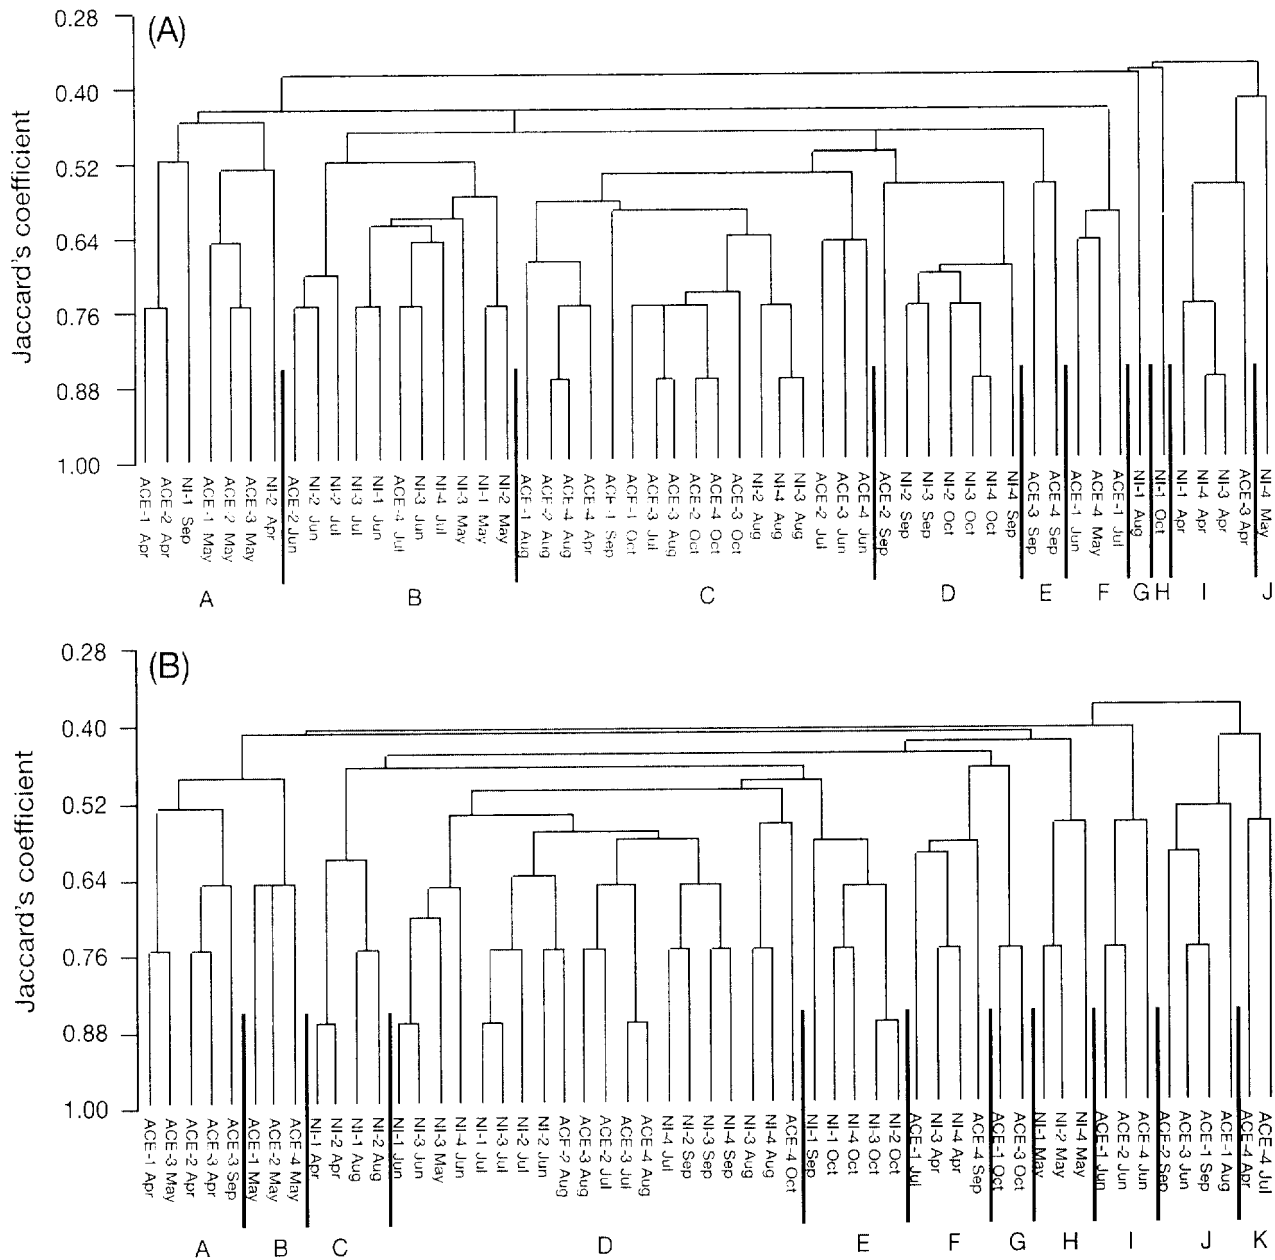 (A)
Jaccard's coefficient
0.28
0.40
0.52
0.64
0.76
0.88
1.00
ACE-1 Apr
ACE-2 Apr
NI-1 Sep
ACE-1 May
ACE-2 May
ACE-3 May
NI-2 Apr
ACE-2 Jun
NI-2 Jun
NI-2 Jul
NI-3 Jul
NI-1 Jun
ACE-4 Jul
NI-3 Jun
NI-4 Jul
NI-3 May
NI-1 May
NI-2 May
ACE-1 Aug
ACE-2 Aug
ACE-4 Aug
ACE-4 Apr
ACE-1 Sep
ACE-1 Oct
ACE-3 Jul
ACE-3 Aug
ACE-2 Oct
ACE-4 Oct
ACE-3 Oct
NI-2 Aug
NI-4 Aug
NI-3 Aug
ACE-2 Jul
ACE-3 Jun
ACE-4 Jun
ACE-2 Sep
NI-2 Sep
NI-3 Sep
NI-2 Oct
NI-3 Oct
NI-4 Oct
NI-4 Sep
ACE-3 Sep
ACE-4 Sep
ACE-1 Jun
ACE-4 May
ACE-1 Jul
NI-1 Aug
NI-1 Oct
NI-1 Apr
NI-4 Apr
NI-3 Apr
ACE-3 Apr
NI-4 May
A B C D E F G H I J
(B)
Jaccard's coefficient
0.28
0.40
0.52
0.64
0.76
0.88
1.00
ACE-1 Apr
ACE-3 May
ACE-2 Apr
ACE-3 Apr
ACE-3 Sep
ACE-1 May
ACE-2 May
ACE-4 May
NI-1 Apr
NI-2 Apr
NI-1 Aug
NI-2 Aug
NI-1 Jun
NI-3 Jun
NI-3 May
NI-4 Jun
NI-1 Jul
NI-3 Jul
NI-2 Jul
NI-2 Jun
ACE-2 Aug
ACE-3 Aug
ACE-2 Jul
ACE-3 Jul
ACE-4 Aug
NI-4 Jul
NI-2 Sep
NI-3 Sep
NI-4 Sep
NI-3 Aug
NI-4 Aug
ACE-4 Oct
NI-1 Sep
NI-1 Oct
NI-4 Oct
NI-3 Oct
NI-2 Oct
ACE-1 Jul
NI-3 Apr
NI-4 Apr
ACE-4 Sep
ACE-1 Oct
ACE-3 Oct
NI-1 May
NI-2 May
NI-4 May
ACE-1 Jun
ACE-2 Jun
ACE-4 Jun
ACE-2 Sep
ACE-3 Jun
ACE-1 Sep
ACE-1 Aug
ACE-4 Apr
ACE-4 Jul
A B C D E F G H I J K